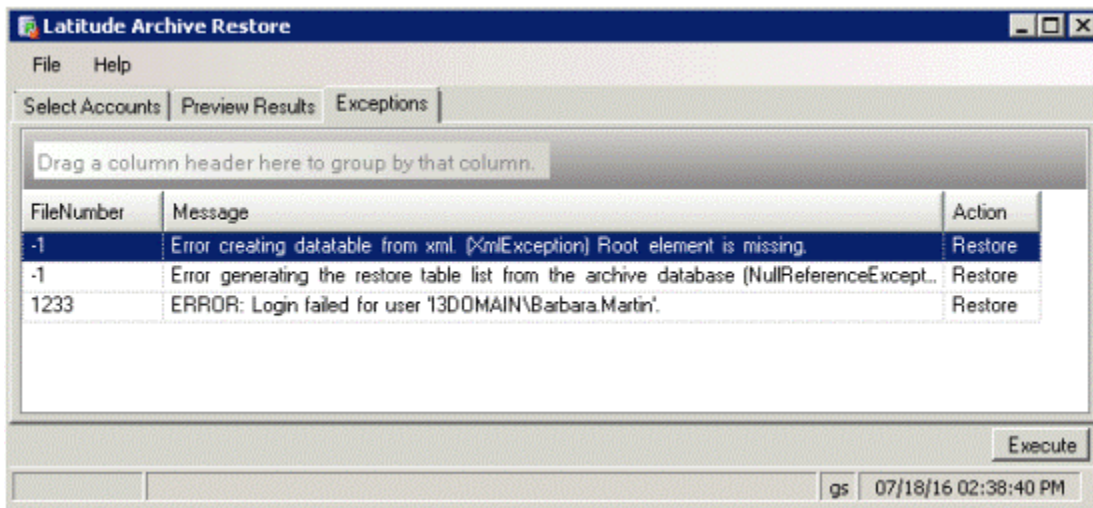 Latitude Archive Restore
File Help
Select Accounts Preview Results Exceptions
Drag a column header here to group by that column.
FileNumber Message Action
-1 Error creating datatable from xml. (XmlException) Root element is missing. Restore
-1 Error generating the restore table list from the archive database (NullReferenceExcept... Restore
1233 ERROR: Login failed for user '13DOMAIN\Barbara.Martin'. Restore
Execute
gs 07/18/16 02:38:40 PM